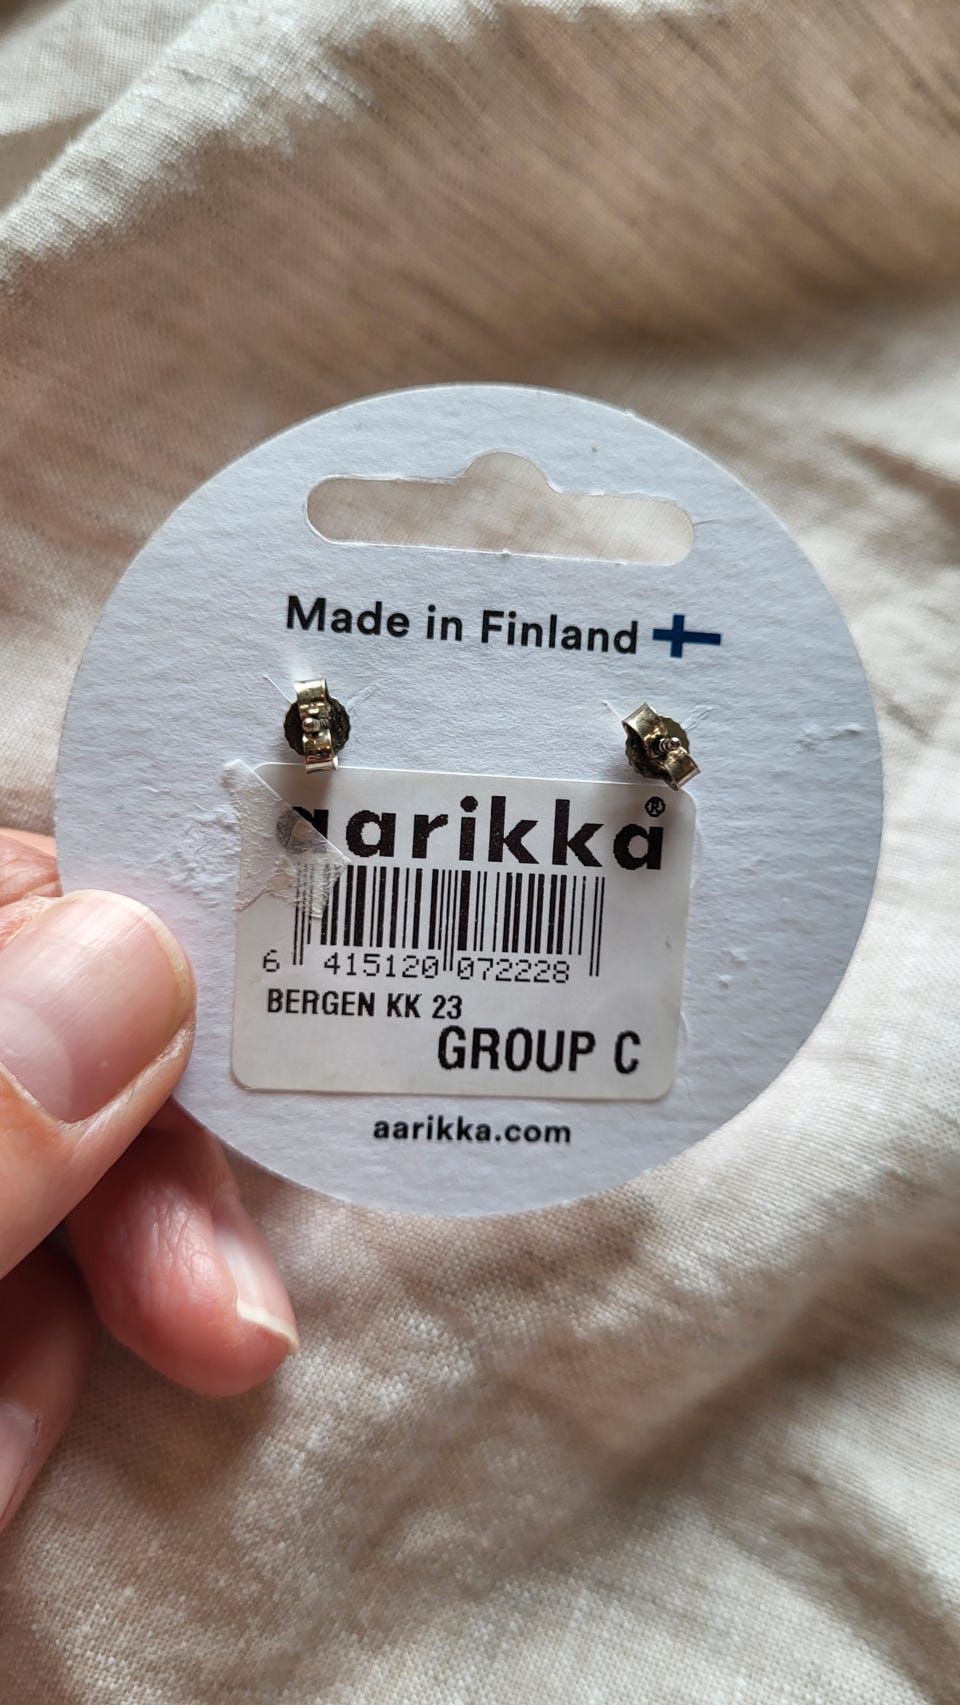 Made in Finland
aarikka®
6 415120 072228
BERGEN KK 23
GROUP C
aarikka.com